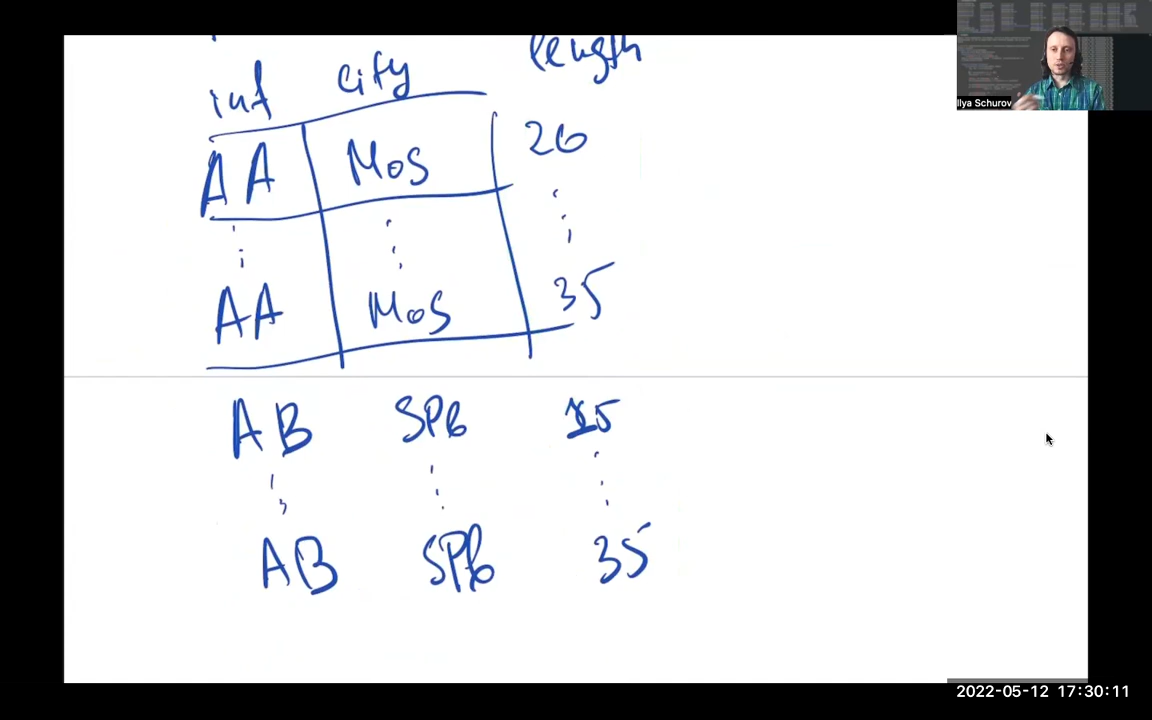 length
inf city
AA Mos 26
AA Mos 35
AB SPb 15
AB SPb 35
Ilya Schurov
2022-05-12 17:30:11